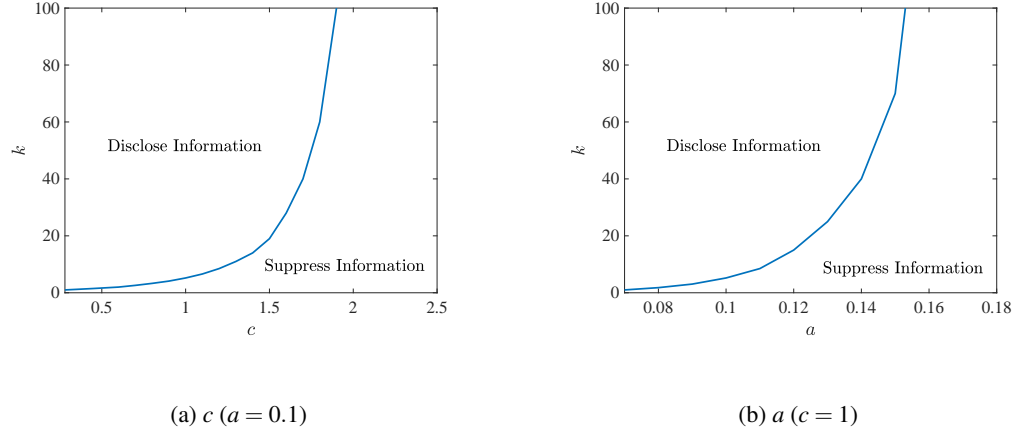 100
80
60
40
20
0
k
Disclose Information
Suppress Information
0.5 1 1.5 2 2.5
c
(a) c (a = 0.1)
100
80
60
40
20
0
k
Disclose Information
Suppress Information
0.08 0.1 0.12 0.14 0.16 0.18
a
(b) a (c = 1)